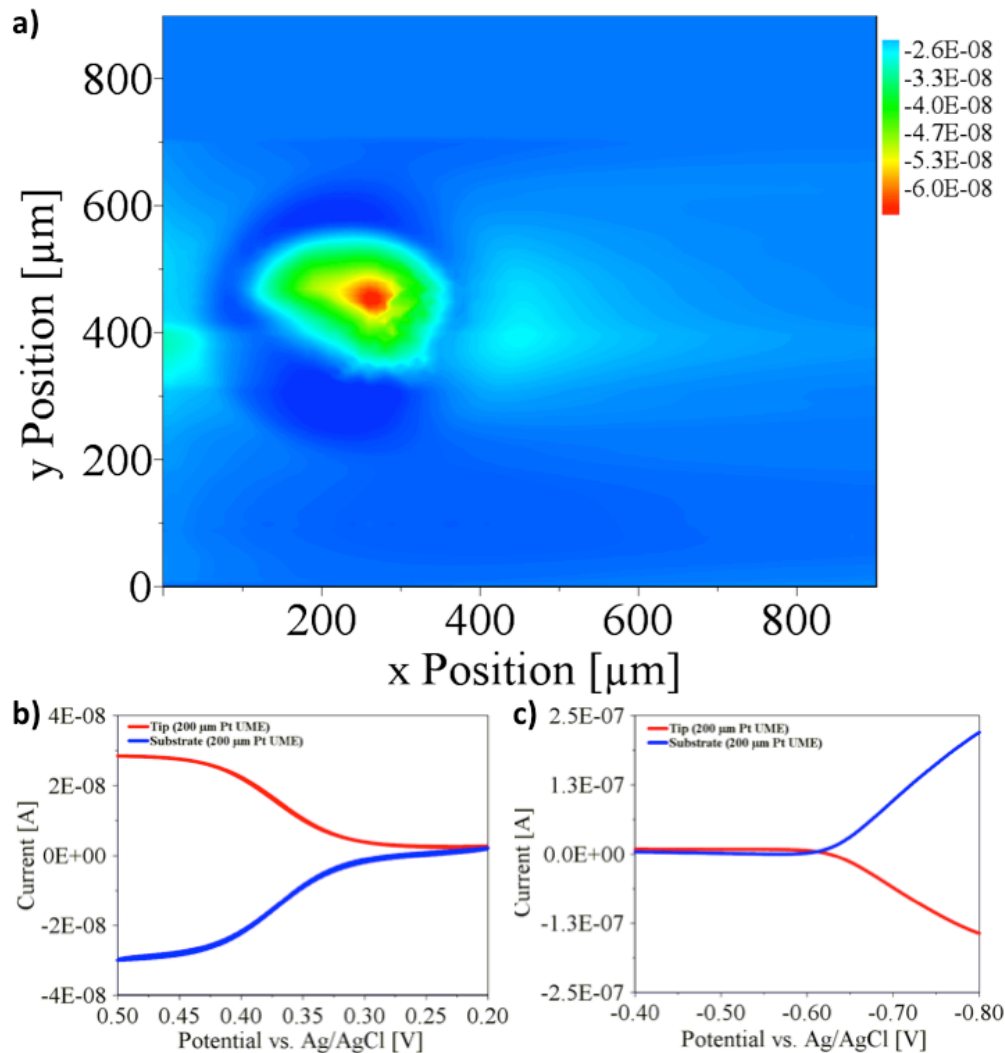 a)
800
600
400
200
0
y Position [µm]
200 400 600 800
x Position [µm]
-2.6E-08
-3.3E-08
-4.0E-08
-4.7E-08
-5.3E-08
-6.0E-08
b)
4E-08
2E-08
0E+00
-2E-08
-4E-08
Current [A]
Tip (200 µm Pt UME)
Substrate (200 µm Pt UME)
0.50 0.45 0.40 0.35 0.30 0.25 0.20
Potential vs. Ag/AgCl [V]
c)
2.5E-07
1.3E-07
0.0E+00
-1.3E-07
-2.5E-07
Current [A]
Tip (200 µm Pt UME)
Substrate (200 µm Pt UME)
-0.40 -0.50 -0.60 -0.70 -0.80
Potential vs. Ag/AgCl [V]